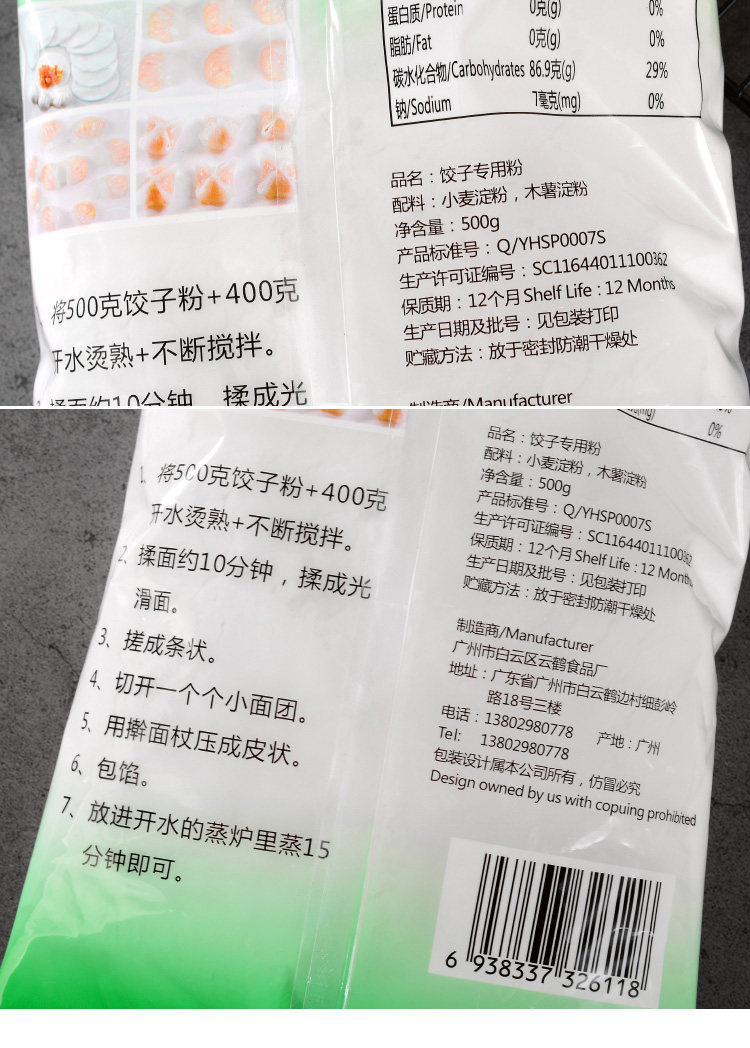 蛋白质/Protein 0克(g) 0%
脂肪/Fat 0克(g) 0%
碳水化合物/Carbohydrates 86.9克(g) 29%
钠/Sodium 7毫克(mg) 0%
品名：饺子专用粉
配料：小麦淀粉，木薯淀粉
净含量：500g
产品标准号：Q/YHSP0007S
生产许可证编号：SC11644011100362
保质期：12个月 Shelf Life : 12 Months
生产日期及批号：见包装打印
贮藏方法：放于密封防潮干燥处
制造商/Manufacturer
将500克饺子粉+400克
开水烫熟+不断搅拌。
揉面约10分钟，揉成光
1、将500克饺子粉+400克
开水烫熟+不断搅拌。
2、揉面约10分钟，揉成光
滑面。
3、搓成条状。
4、切开一个个小面团。
5、用擀面杖压成皮状。
6、包馅。
7、放进开水的蒸炉里蒸15
分钟即可。
(mg) 0%
品名：饺子专用粉
配料：小麦淀粉，木薯淀粉
净含量：500g
产品标准号：Q/YHSP0007S
生产许可证编号：SC11644011100362
保质期：12个月 Shelf Life : 12 Months
生产日期及批号：见包装打印
贮藏方法：放于密封防潮干燥处
制造商/Manufacturer
广州市白云区云鹤食品厂
地址：广东省广州市白云鹤边村细彭岭
路18号三楼
电话：13802980778 产地：广州
Tel: 13802980778
包装设计属本公司所有，仿冒必究
Design owned by us with copuing prohibited
6 938337 326118